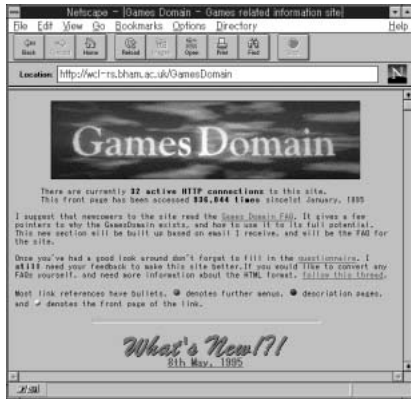 Netscape - [Games Domain - Games related information site]
File Edit View Go Bookmarks Options Directory Help
Back Home Reload Open Print Find
Location: http://wcl-rs.bham.ac.uk/GamesDomain
N
Games Domain
There are currently 32 active HTTP connections to this site.
This front page has been accessed 936,844 times since1st January, 1995
I suggest that newcomers to the site read the Games Domain FAQ. It gives a few
pointers to why the GamesDomain exists, and how to use it to its full potential.
This new section will be built up based on email I receive, and will be the FAQ for
the site.
Once you've had a good look around don't forget to fill in the questionnaire. I
still need your feedback to make this site better.If you would like to convert any
FAQs yourself, and need more information about the HTML format, follow this thread.
Most link references have bullets. denotes further menus, description pages,
and denotes the front page of the link.
What's New!?!
8th May, 1995